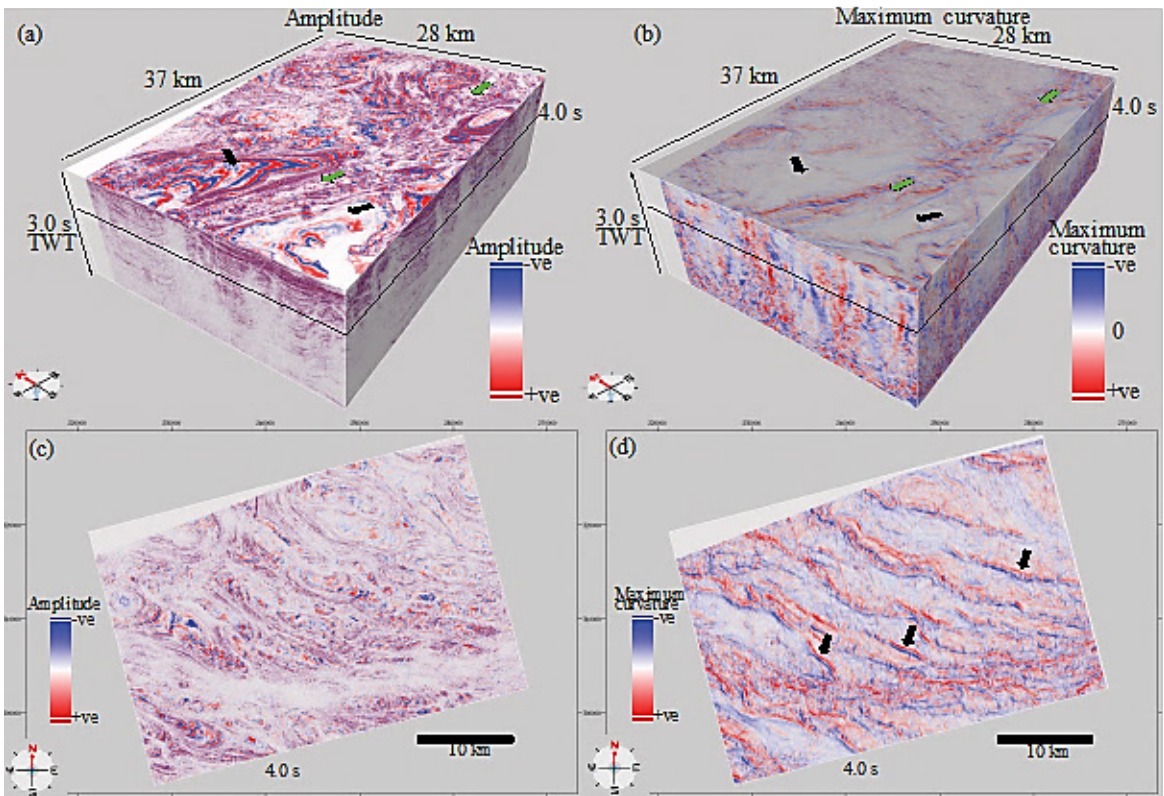 (a)
Amplitude
28 km
37 km
4.0 s
3.0 s
TWT
Amplitude
-ve
+ve
(b)
Maximum curvature
28 km
37 km
4.0 s
3.0 s
TWT
Maximum
curvature
-ve
0
+ve
(c)
Amplitude
-ve
+ve
N
10 km
4.0 s
(d)
Maximum
curvature
-ve
+ve
N
10 km
4.0 s